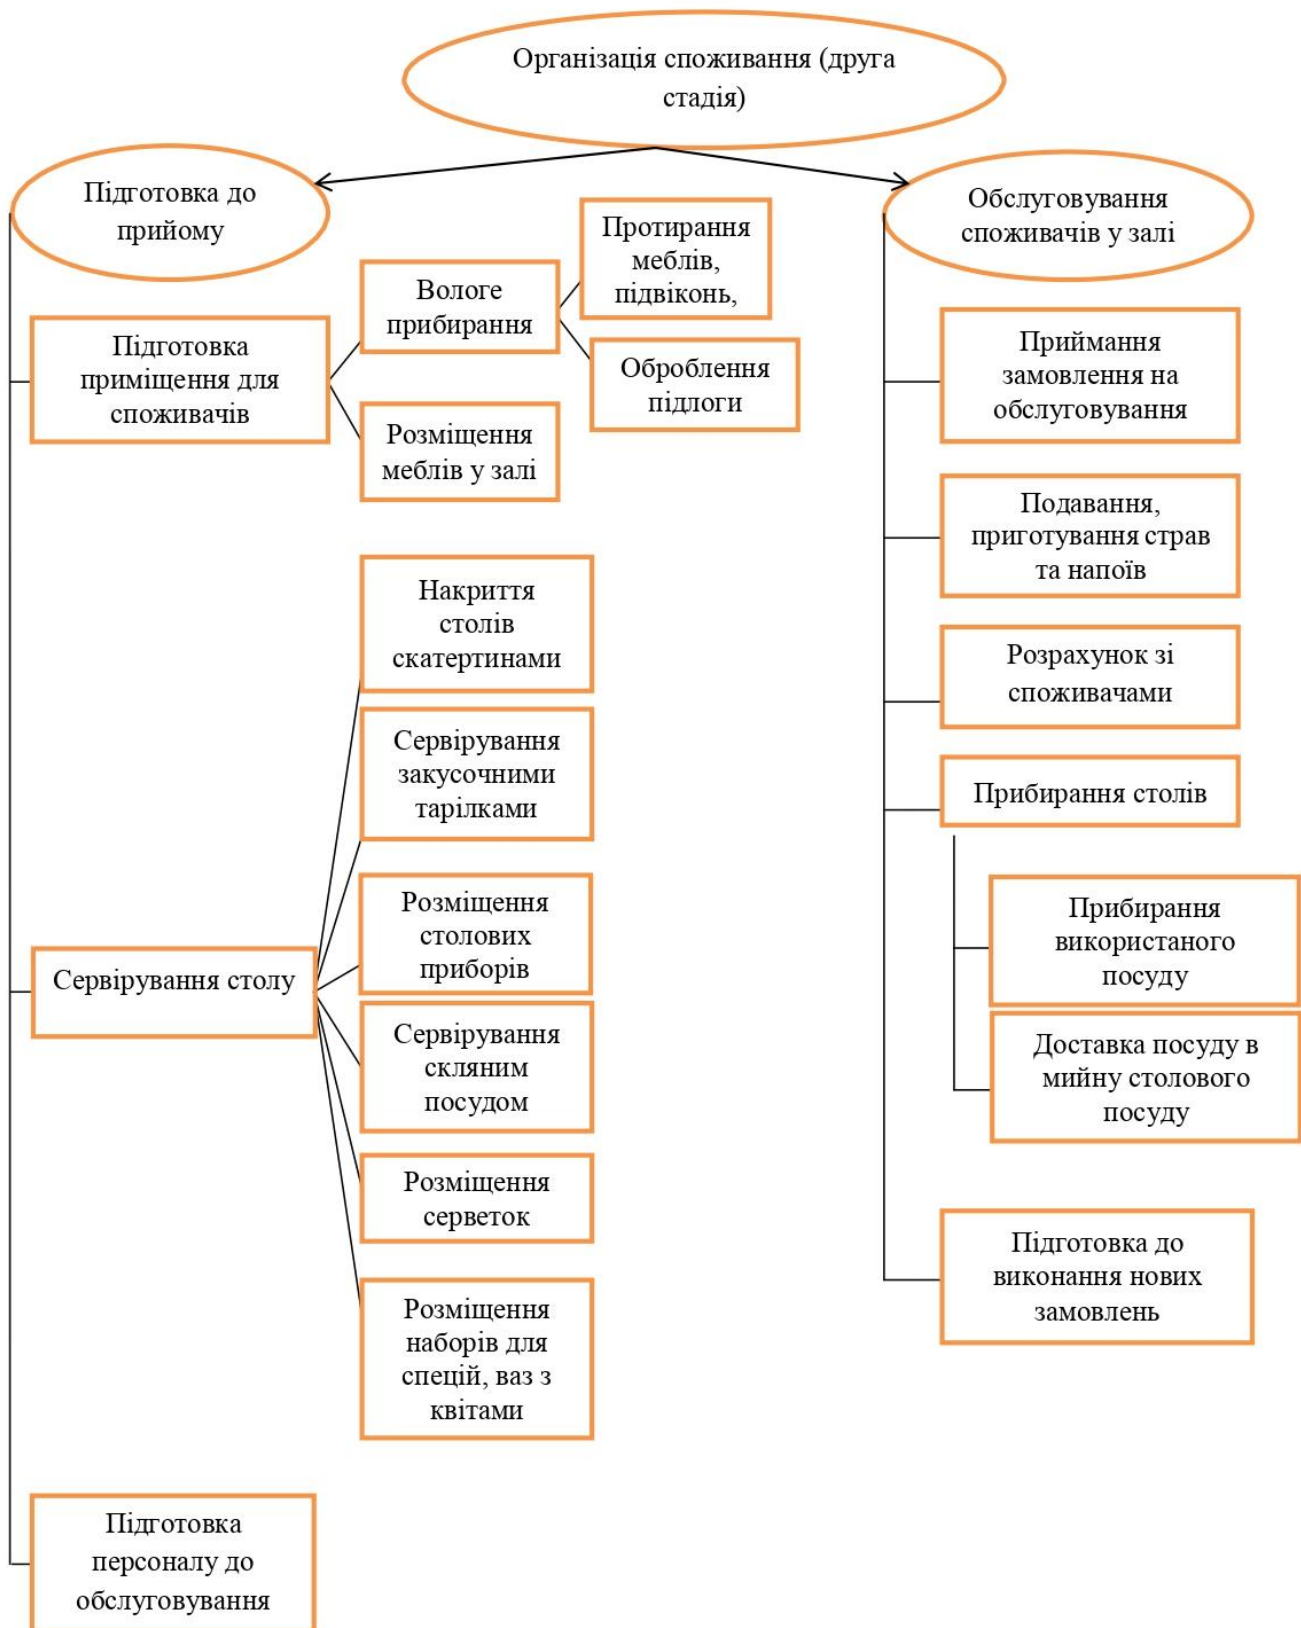 Організація споживання (друга
стадія)
Підготовка до
прийому
Обслуговування
споживачів у залі
Підготовка
приміщення для
споживачів
Вологе
прибирання
Протирання
меблів,
підвіконь,
Оброблення
підлоги
Розміщення
меблів у залі
Сервірування столу
Накриття
столів
скатертинами
Сервірування
закусочними
тарілками
Розміщення
столових
приборів
Сервірування
скляним
посудом
Розміщення
серветок
Розміщення
наборів для
спецій, ваз з
квітами
Підготовка
персоналу до
обслуговування
Приймання
замовлення на
обслуговування
Подавання,
приготування страв
та напоїв
Розрахунок зі
споживачами
Прибирання столів
Прибирання
використаного
посуду
Доставка посуду в
мийну столового
посуду
Підготовка до
виконання нових
замовлень